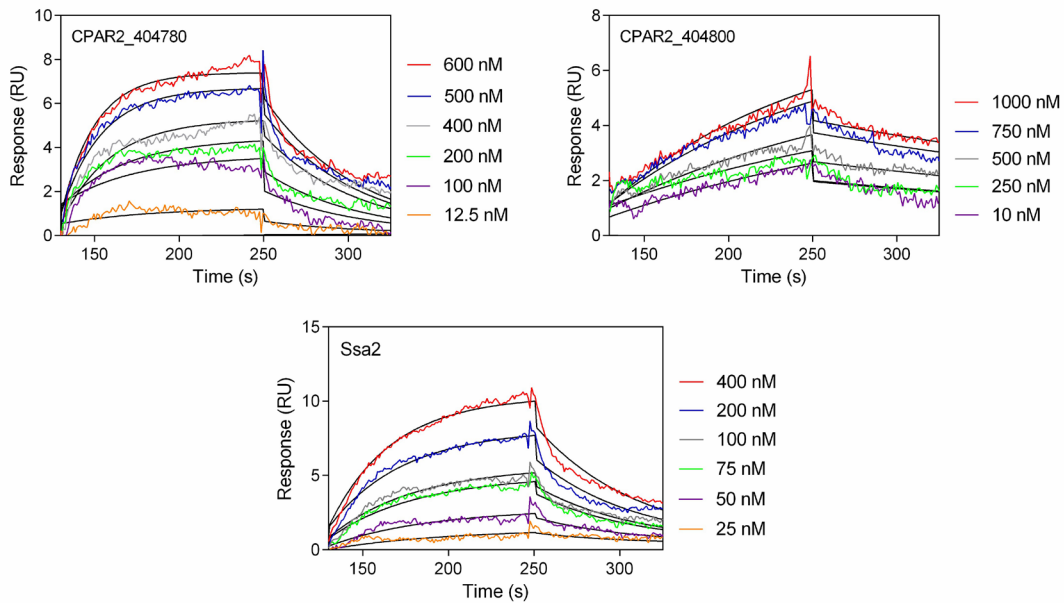 CPAR2_404780
Response (RU)
10
8
6
4
2
0
150 200 250 300
Time (s)
600 nM
500 nM
400 nM
200 nM
100 nM
12.5 nM
CPAR2_404800
Response (RU)
8
6
4
2
0
150 200 250 300
Time (s)
1000 nM
750 nM
500 nM
250 nM
10 nM
Ssa2
Response (RU)
15
10
5
0
150 200 250 300
Time (s)
400 nM
200 nM
100 nM
75 nM
50 nM
25 nM